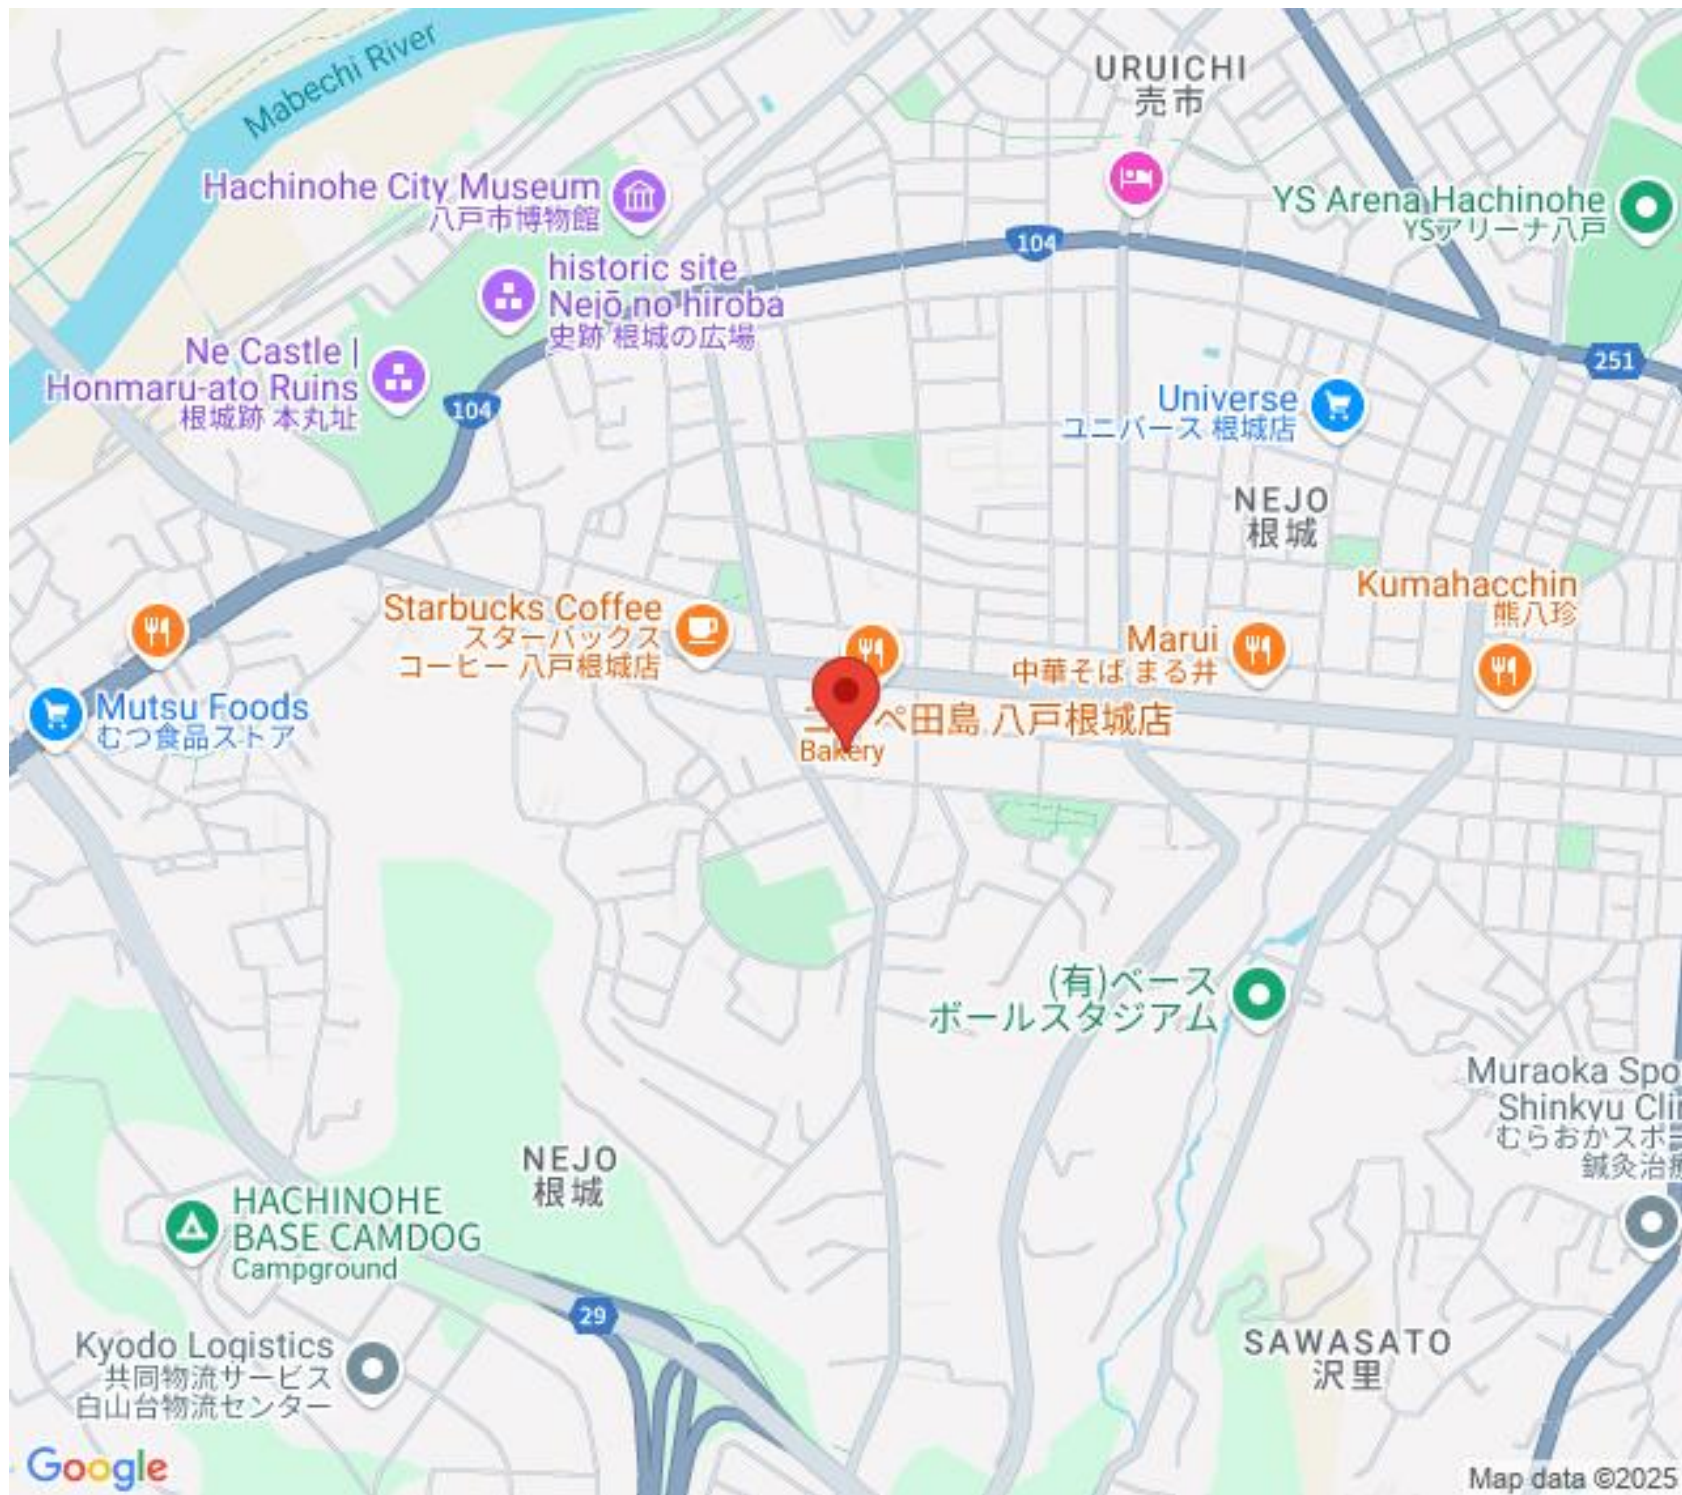 Mabechi River
URUICHI
売市
Hachinohe City Museum
八戸市博物館
YS Arena Hachinohe
YSアリーナ八戸
104
historic site
Nejō no hiroba
史跡 根城の広場
Ne Castle |
Honmaru-ato Ruins
根城跡 本丸址
104
251
Universe
ユニバース 根城店
NEJO
根城
Kumahacchin
熊八珍
Starbucks Coffee
スターバックス
コーヒー 八戸根城店
Marui
中華そば まる井
Mutsu Foods
むつ食品ストア
ペ田島 八戸根城店
Bakery
(有)ベース
ボールスタジアム
Muraoka Spo
Shinkyu Cli
むらおかスポ
鍼灸治
NEJO
根城
HACHINOHE
BASE CAMDOG
Campground
29
Kyodo Logistics
共同物流サービス
白山台物流センター
SAWASATO
沢里
Google
Map data ©2025